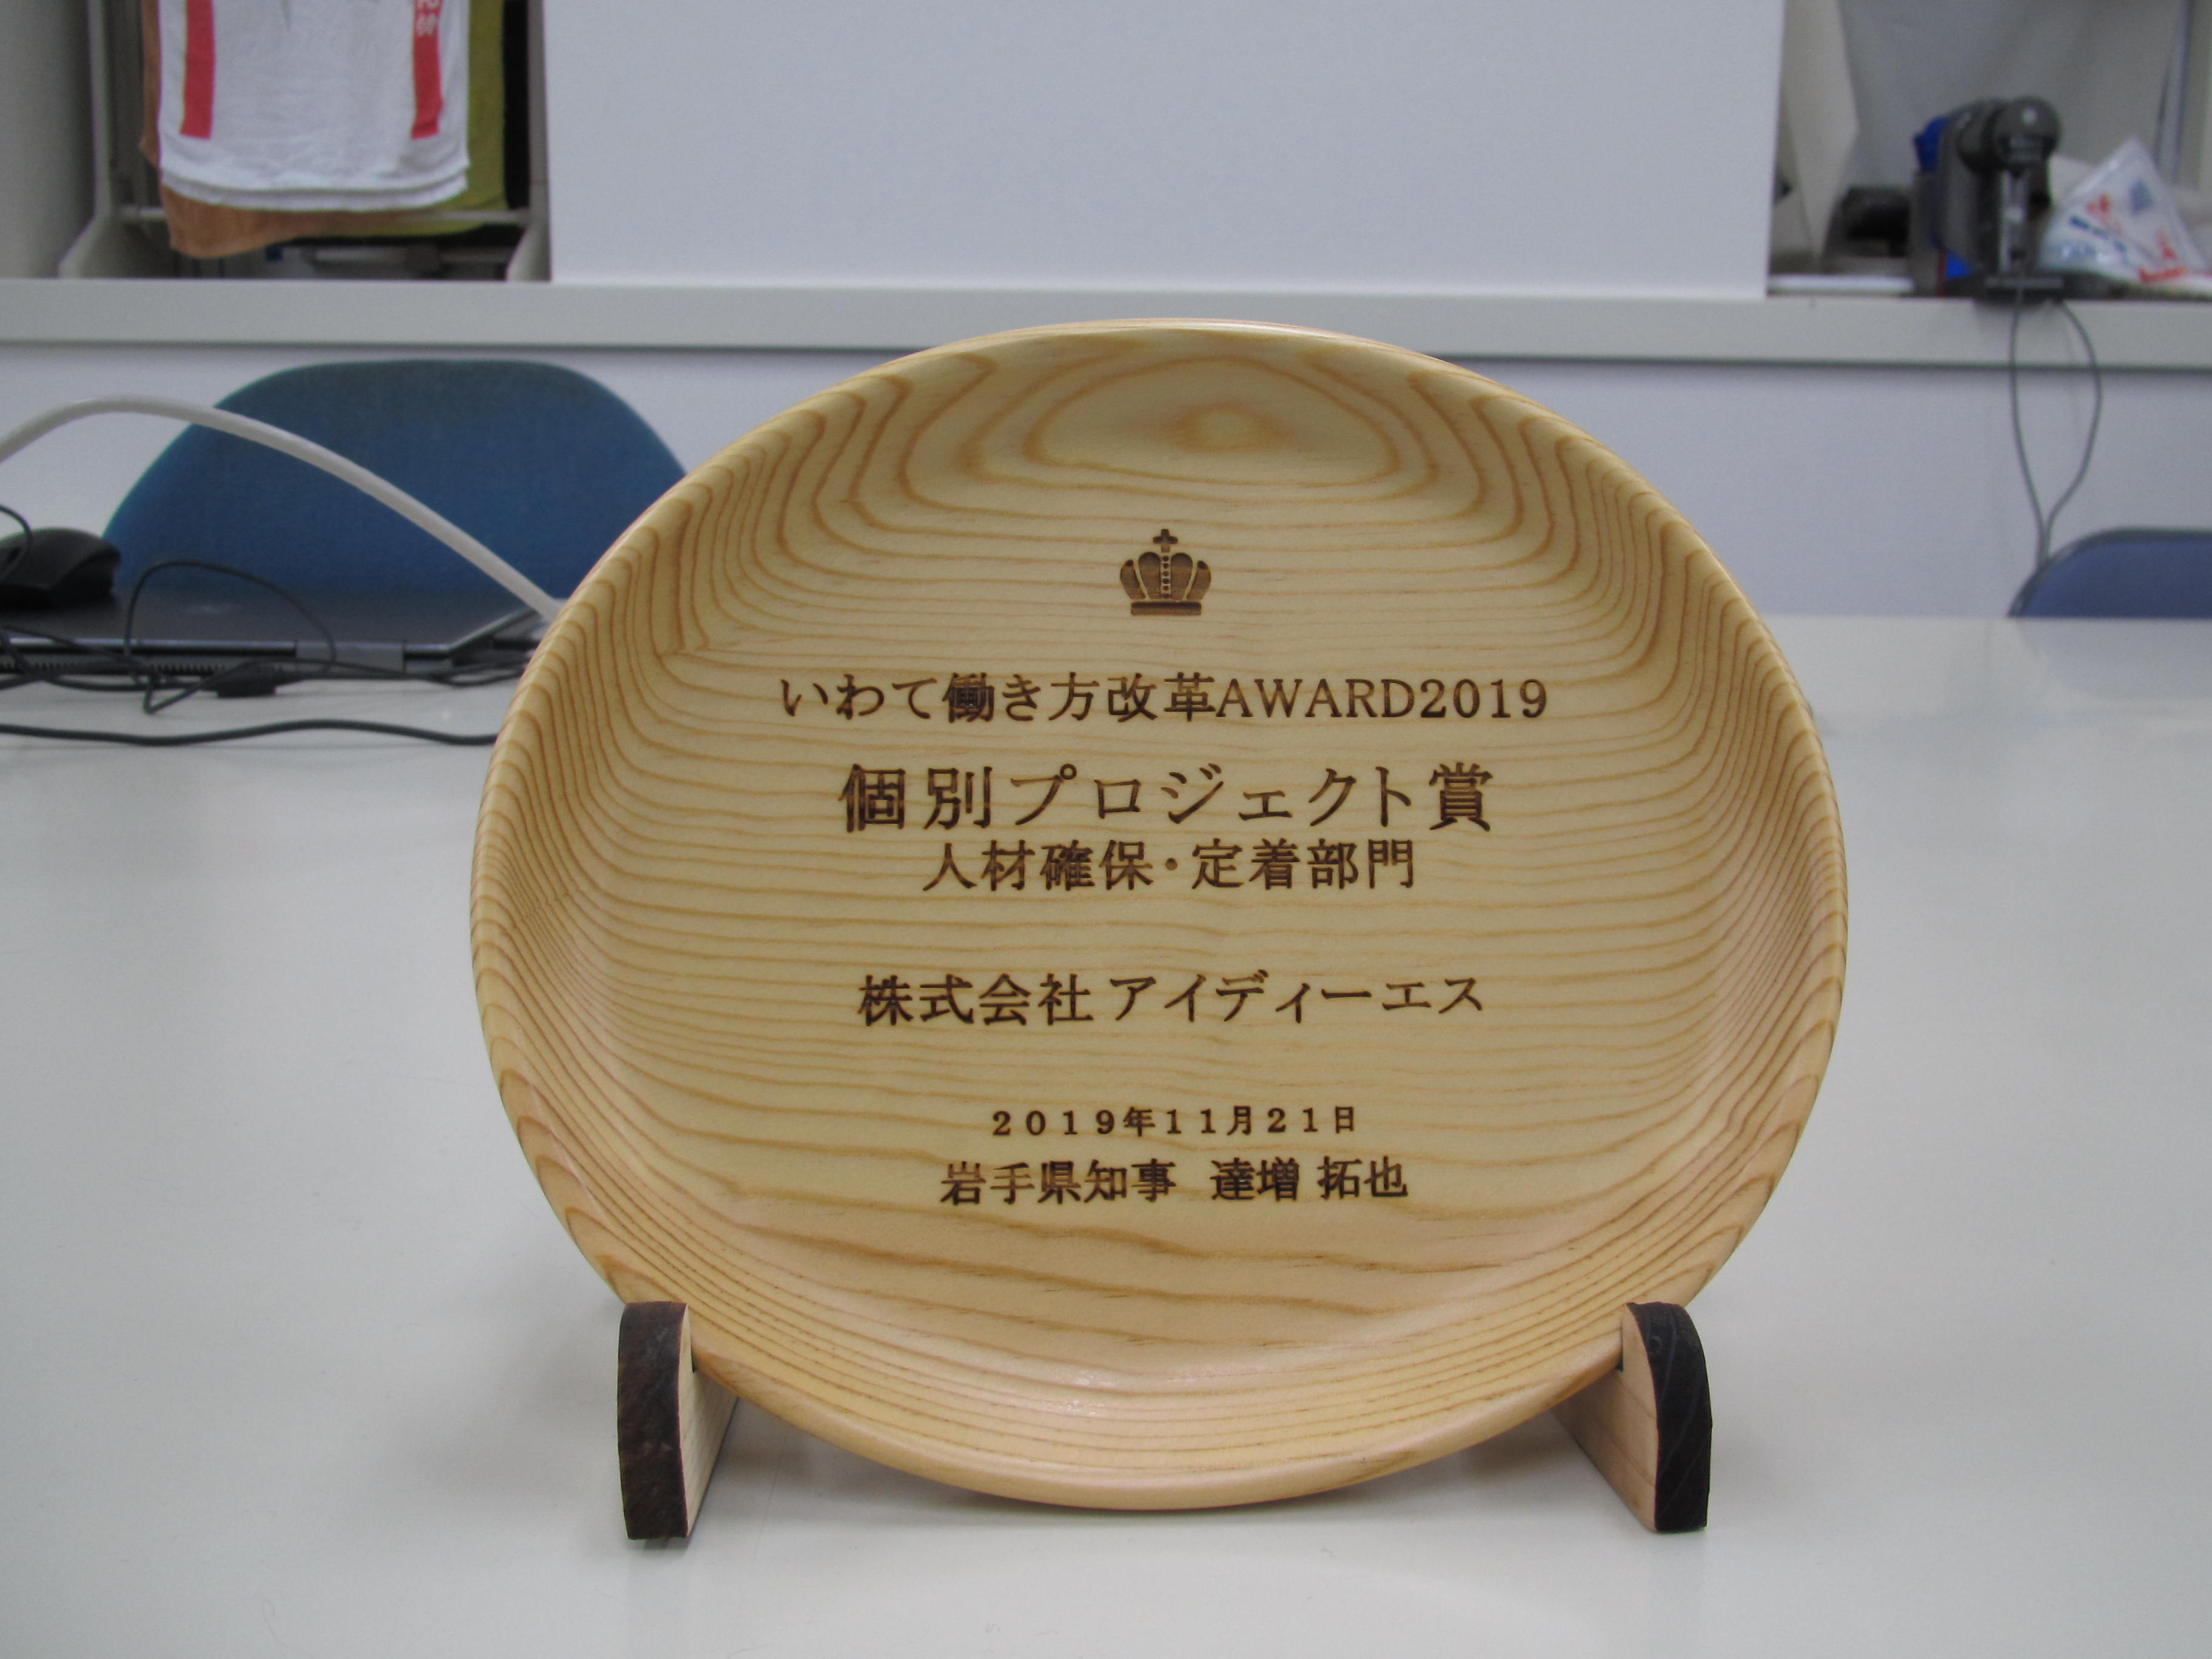 いわて働き方改革AWARD2019
個別プロジェクト賞
人材確保・定着部門
株式会社 アイディーエス
２０１９年１１月２１日
岩手県知事　達増 拓也